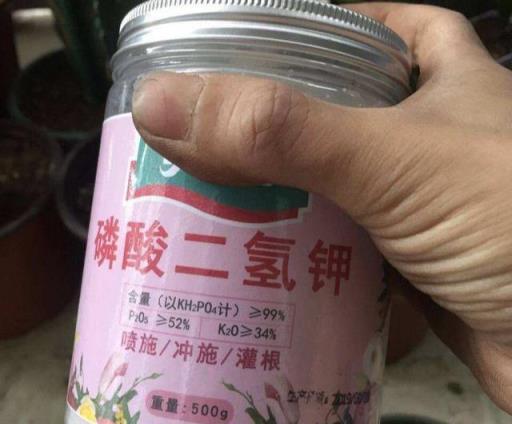 磷酸二氢钾
含量（以KH₂PO₄计）≥99%
P₂O₅ ≥52% K₂O≥34%
喷施/冲施/灌根
重量：500g